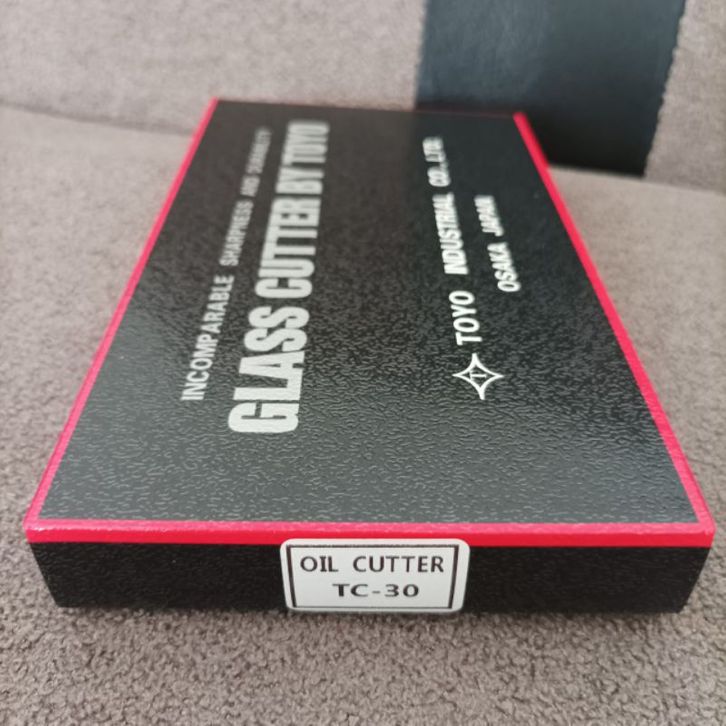 INCOMPARABLE SHARPNESS AND DURABILITY
GLASS CUTTER BY TOYO
TOYO INDUSTRIAL CO.,LTD.
OSAKA JAPAN
OIL CUTTER
TC-30